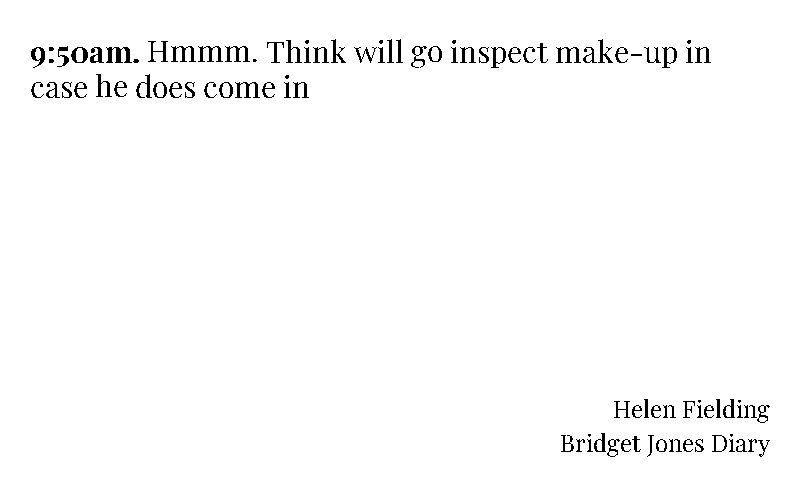 9:50am. Hmmm. Think will go inspect make-up in
case he does come in
Helen Fielding
Bridget Jones Diary